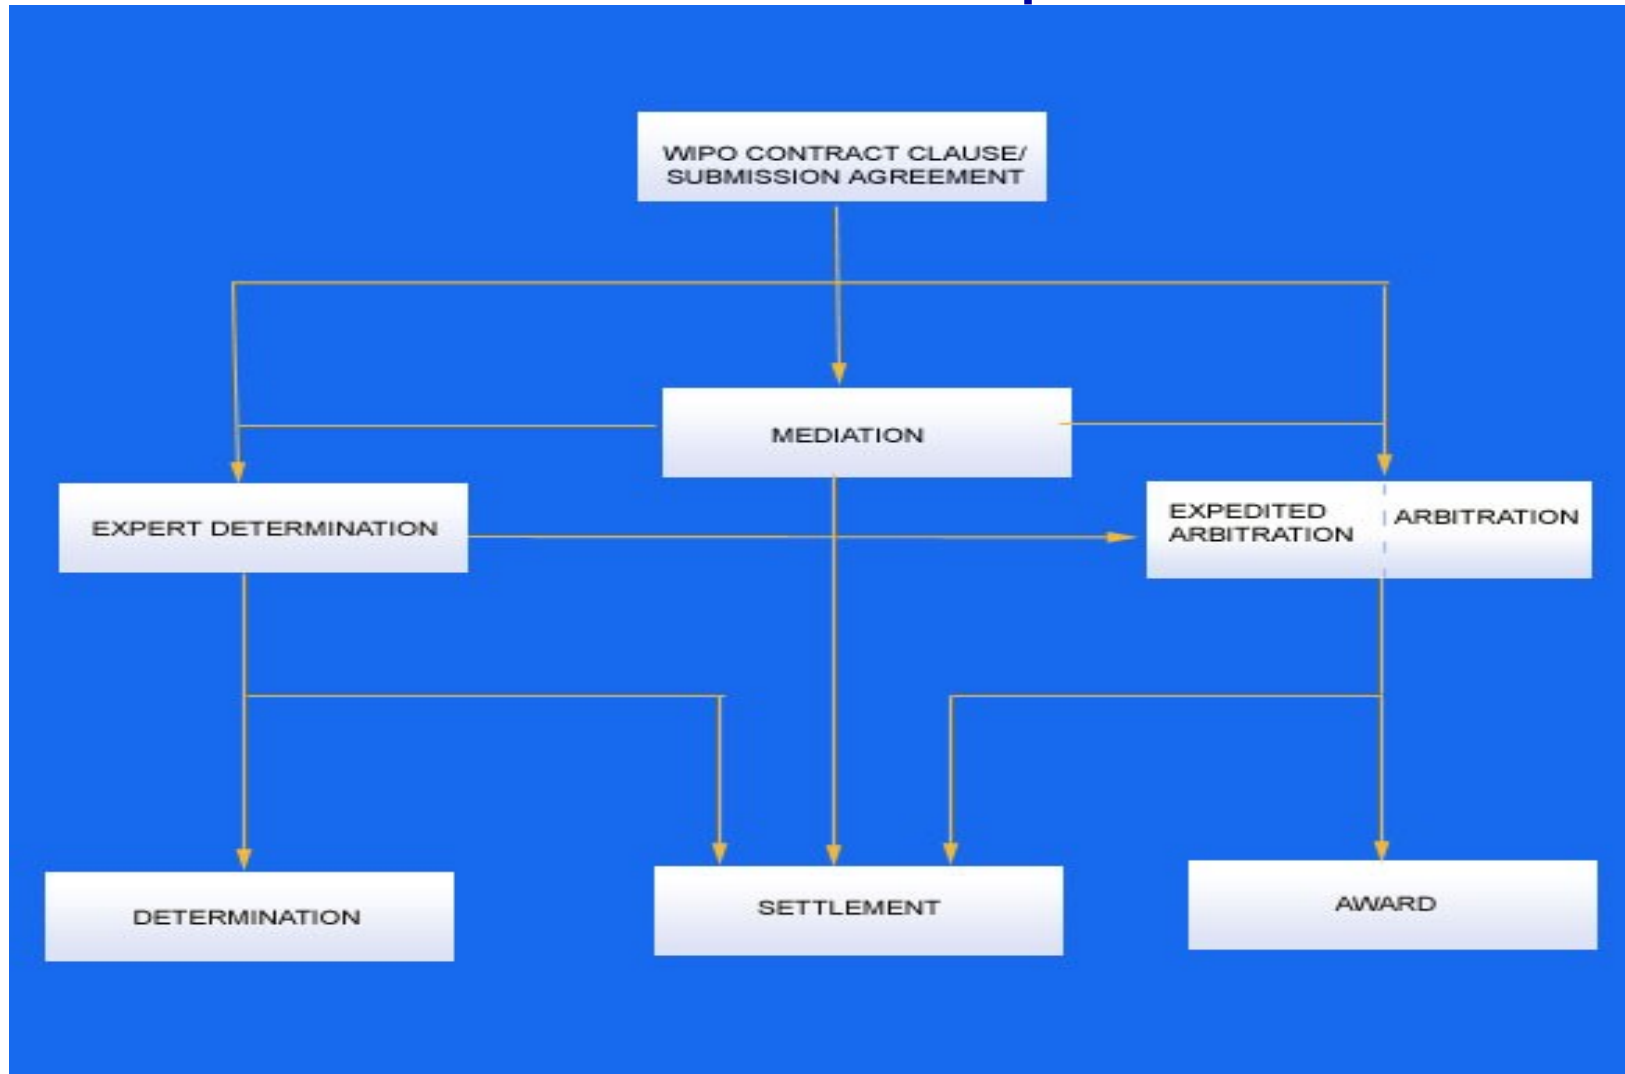 WIPO CONTRACT CLAUSE/
SUBMISSION AGREEMENT
MEDIATION
EXPERT DETERMINATION
EXPEDITED
ARBITRATION
ARBITRATION
DETERMINATION
SETTLEMENT
AWARD